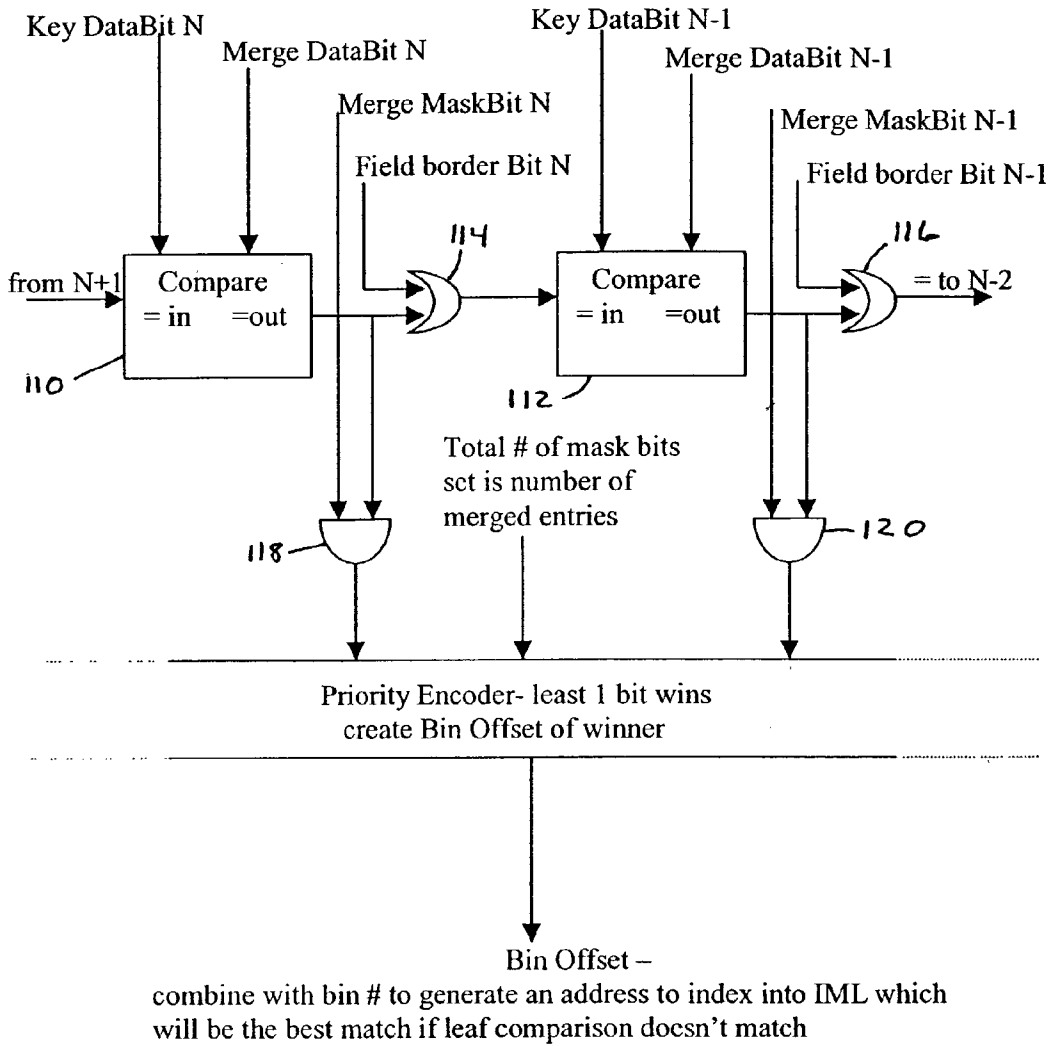 Key DataBit N
Key DataBit N-1
Merge DataBit N
Merge DataBit N-1
Merge MaskBit N
Merge MaskBit N-1
Field border Bit N
Field border Bit N-1
114
116
from N+1
Compare
= in =out
Compare
= in =out
= to N-2
110
112
Total # of mask bits
sct is number of
merged entries
118
120
Priority Encoder- least 1 bit wins
create Bin Offset of winner
Bin Offset –
combine with bin # to generate an address to index into IML which
will be the best match if leaf comparison docsn't match